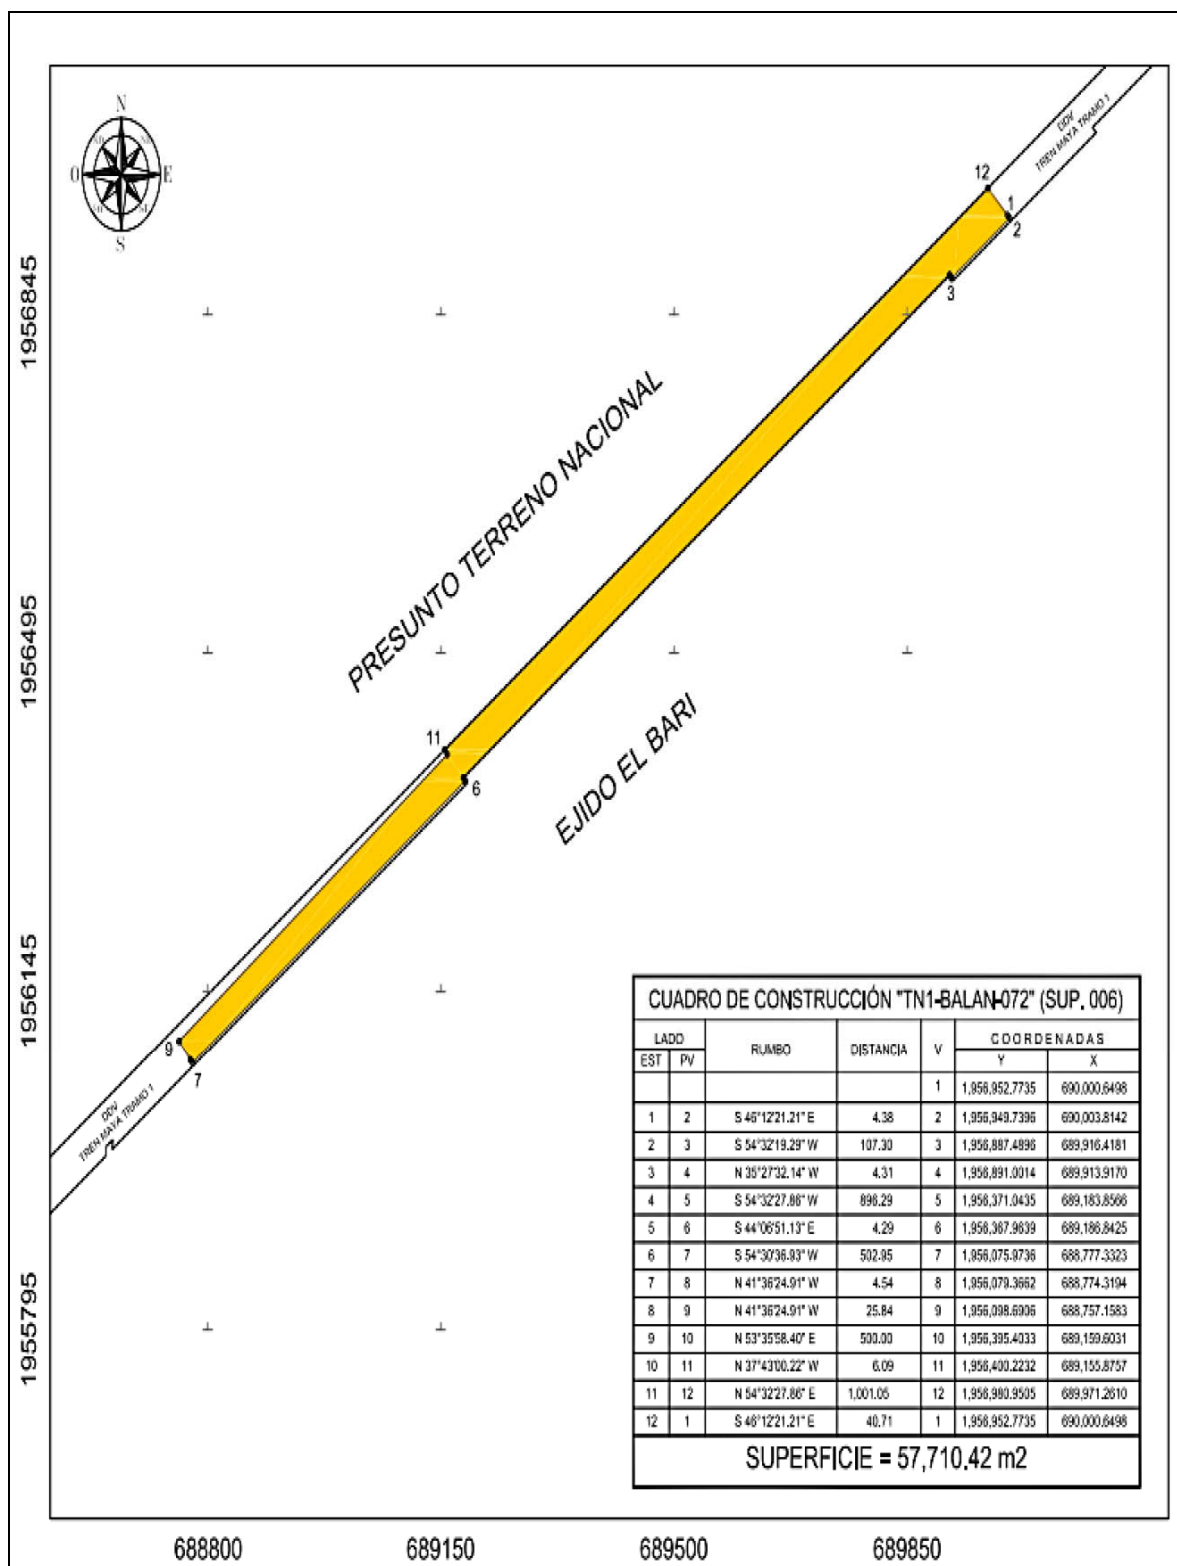 N
O E
S
12
DDV
TREN MAYA TRAMO 1
1
2
3
1956845
PRESUNTO TERRENO NACIONAL
1956495
11
6
EJIDO EL BARI
1956145
9
7
DDV
TREN MAYA TRAMO 1
1955795
CUADRO DE CONSTRUCCIÓN "TN1-BALAN-072" (SUP. 006)
LADO RUMBO DISTANCIA V COORDENADAS
EST PV Y X
1 1,956,952.7735 690,000.6498
1 2 S 46°12'21.21" E 4.38 2 1,956,949.7396 690,003.8142
2 3 S 54°32'19.29" W 107.30 3 1,956,887.4896 689,916.4181
3 4 N 35°27'32.14" W 4.31 4 1,956,891.0014 689,913.9170
4 5 S 54°32'27.86" W 896.29 5 1,956,371.0435 689,183.8566
5 6 S 44°06'51.13" E 4.29 6 1,956,367.9639 689,186.8425
6 7 S 54°30'36.93" W 502.95 7 1,956,075.9736 688,777.3323
7 8 N 41°36'24.91" W 4.54 8 1,956,079.3662 688,774.3194
8 9 N 41°36'24.91" W 25.84 9 1,956,098.6906 688,757.1583
9 10 N 53°35'58.40" E 500.00 10 1,956,395.4033 689,159.6031
10 11 N 37°43'00.22" W 6.09 11 1,956,400.2232 689,155.8757
11 12 N 54°32'27.86" E 1,001.05 12 1,956,980.9505 689,971.2610
12 1 S 46°12'21.21" E 40.71 1 1,956,952.7735 690,000.6498
SUPERFICIE = 57,710.42 m2
688800 689150 689500 689850